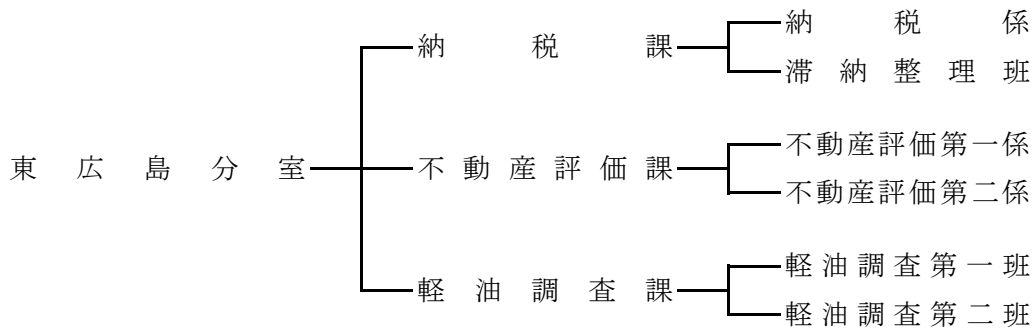 東広島分室
納税課
納税係
滞納整理班
不動産評価課
不動産評価第一係
不動産評価第二係
軽油調査課
軽油調査第一班
軽油調査第二班